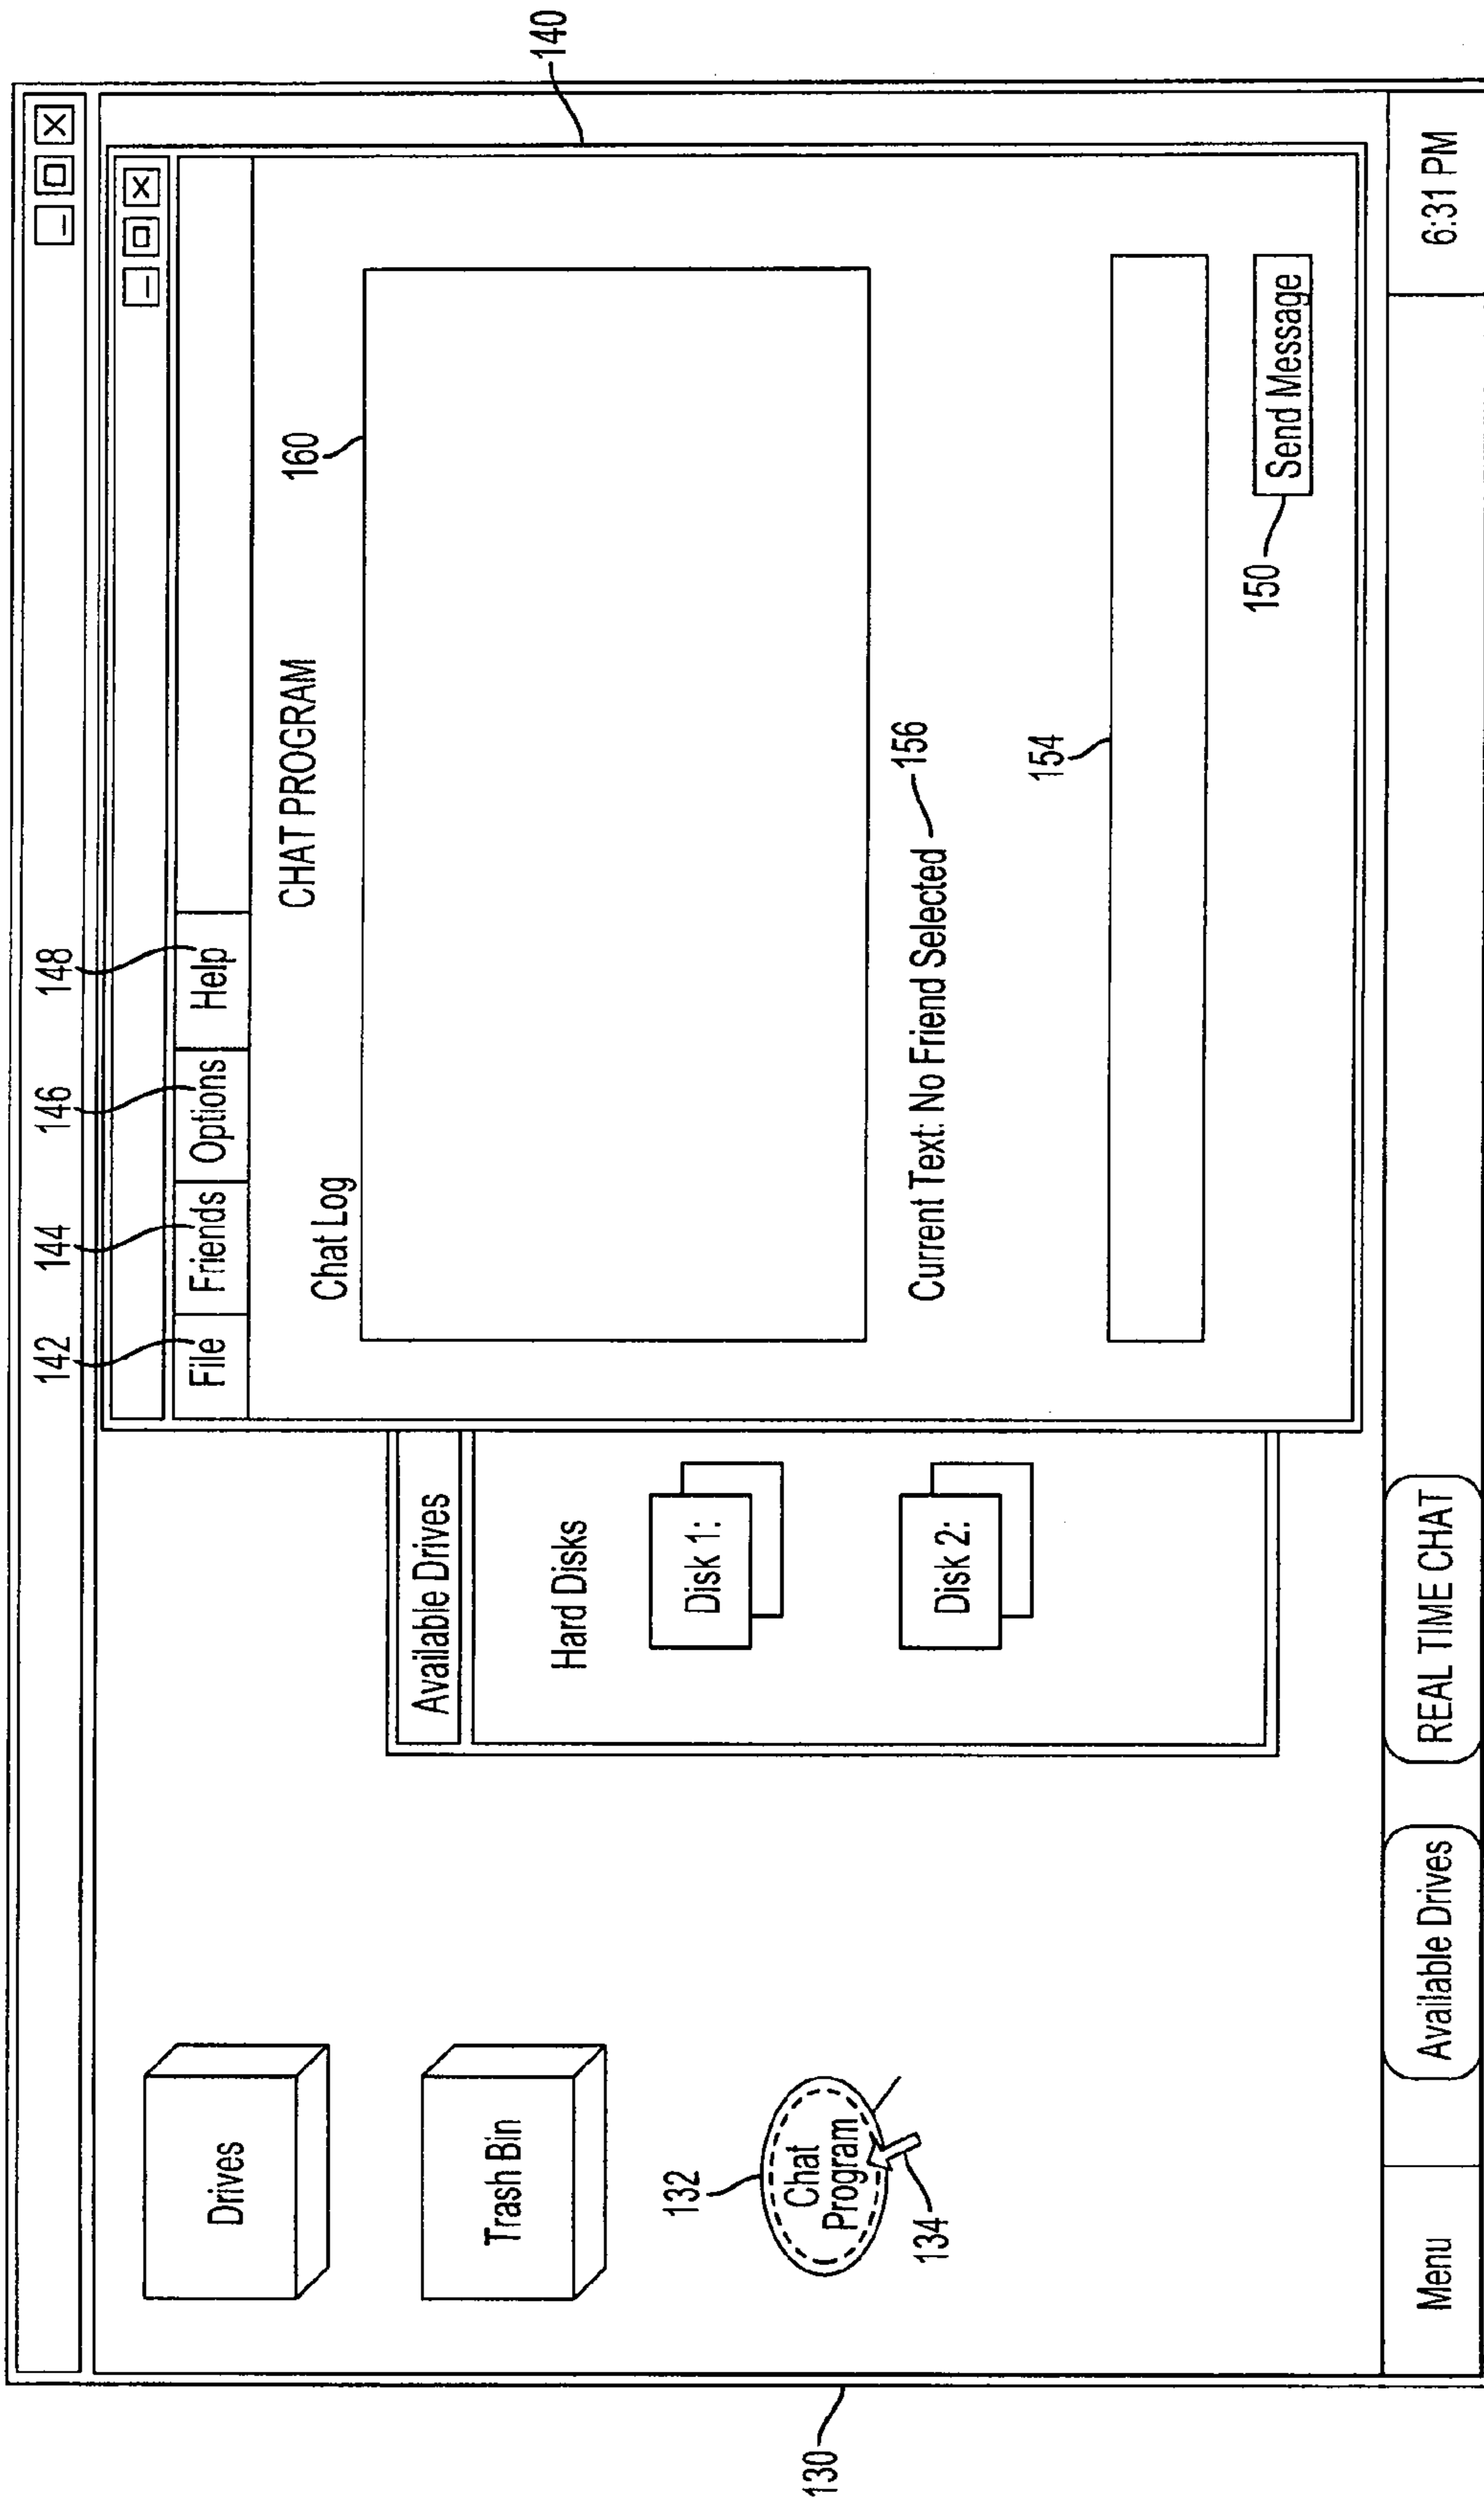 142
144
146
148
File
Friends
Options
Help
CHAT PROGRAM
160
140
Chat Log
Drives
Trash Bin
Available Drives
Hard Disks
Disk 1:
Disk 2:
132
Chat
Program
134
130
Current Text: No Friend Selected
156
154
150
Send Message
Menu
Available Drives
REAL TIME CHAT
6:31 PM